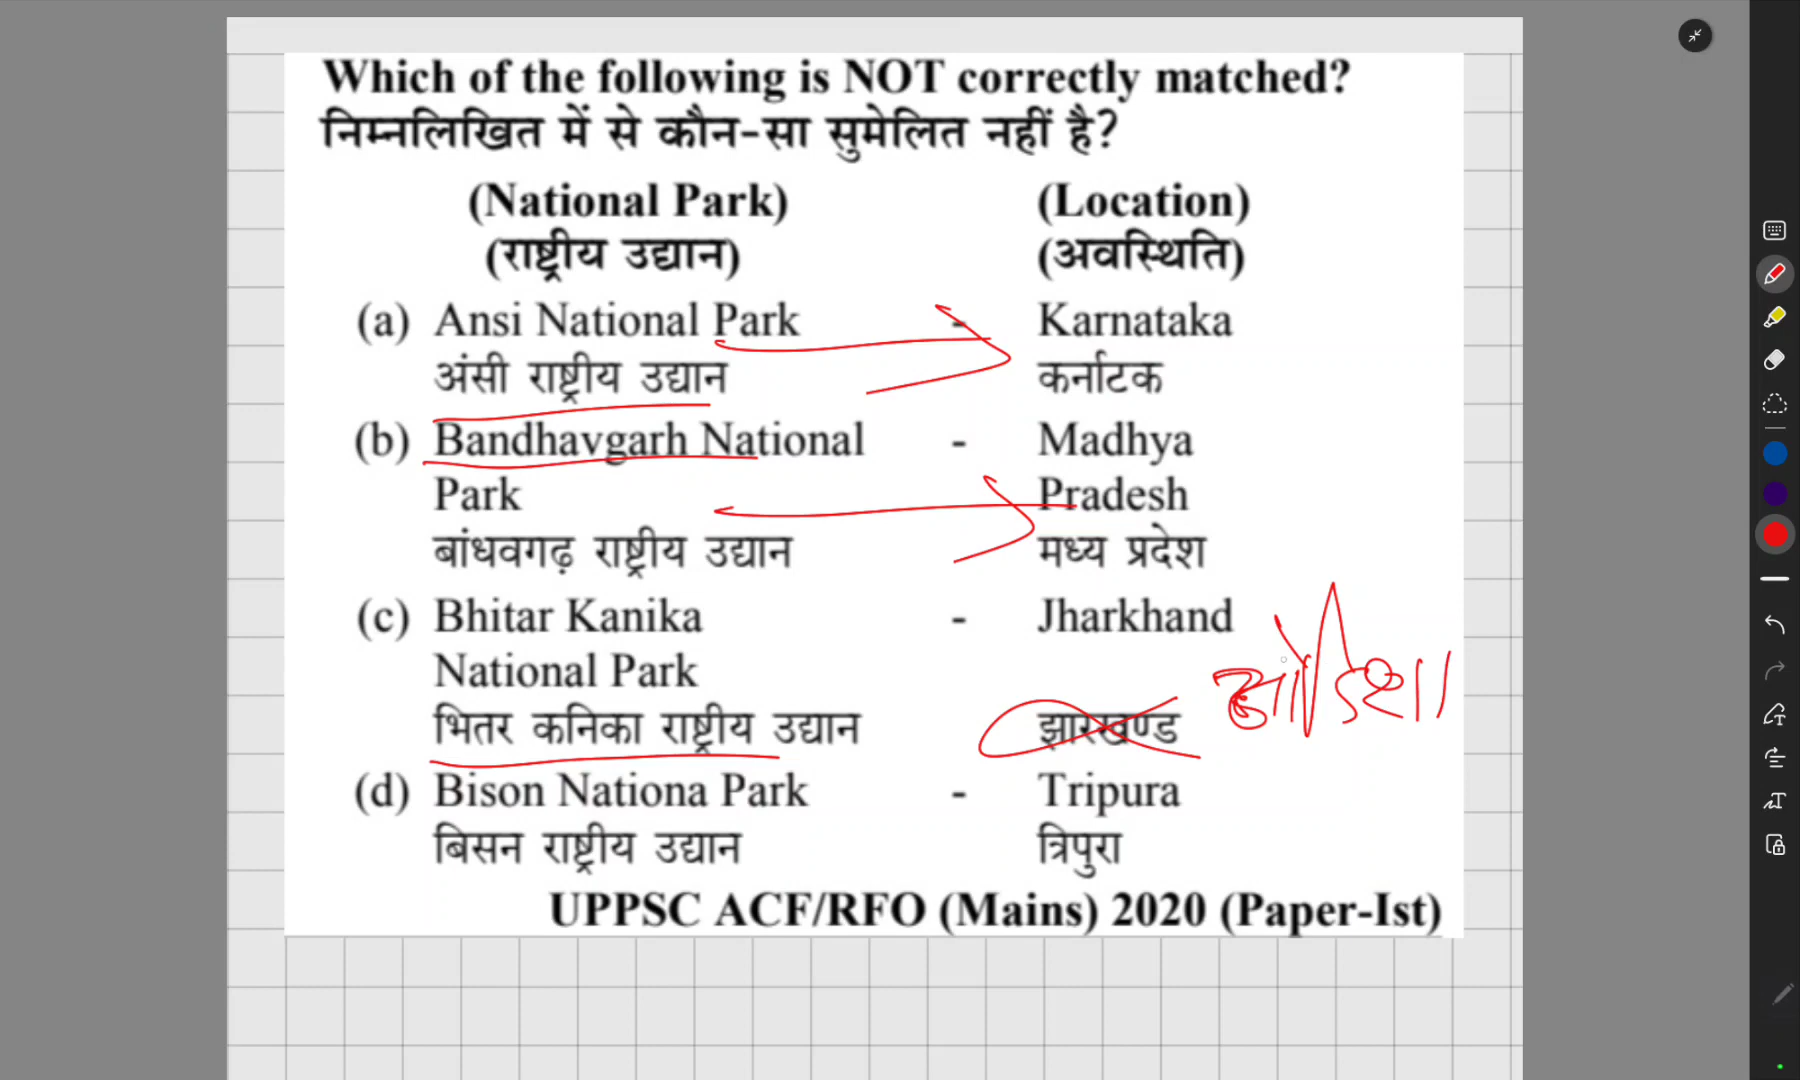 Which of the following is NOT correctly matched?
निम्नलिखित में से कौन-सा सुमेलित नहीं है?
(National Park) (Location)
(राष्ट्रीय उद्यान) (अवस्थिति)
(a) Ansi National Park - Karnataka
अंसी राष्ट्रीय उद्यान कर्नाटक
(b) Bandhavgarh National - Madhya
Park Pradesh
बांधवगढ़ राष्ट्रीय उद्यान मध्य प्रदेश
(c) Bhitar Kanika - Jharkhand
National Park
भितर कनिका राष्ट्रीय उद्यान झारखण्ड
(d) Bison Nationa Park - Tripura
बिसन राष्ट्रीय उद्यान त्रिपुरा
UPPSC ACF/RFO (Mains) 2020 (Paper-Ist)